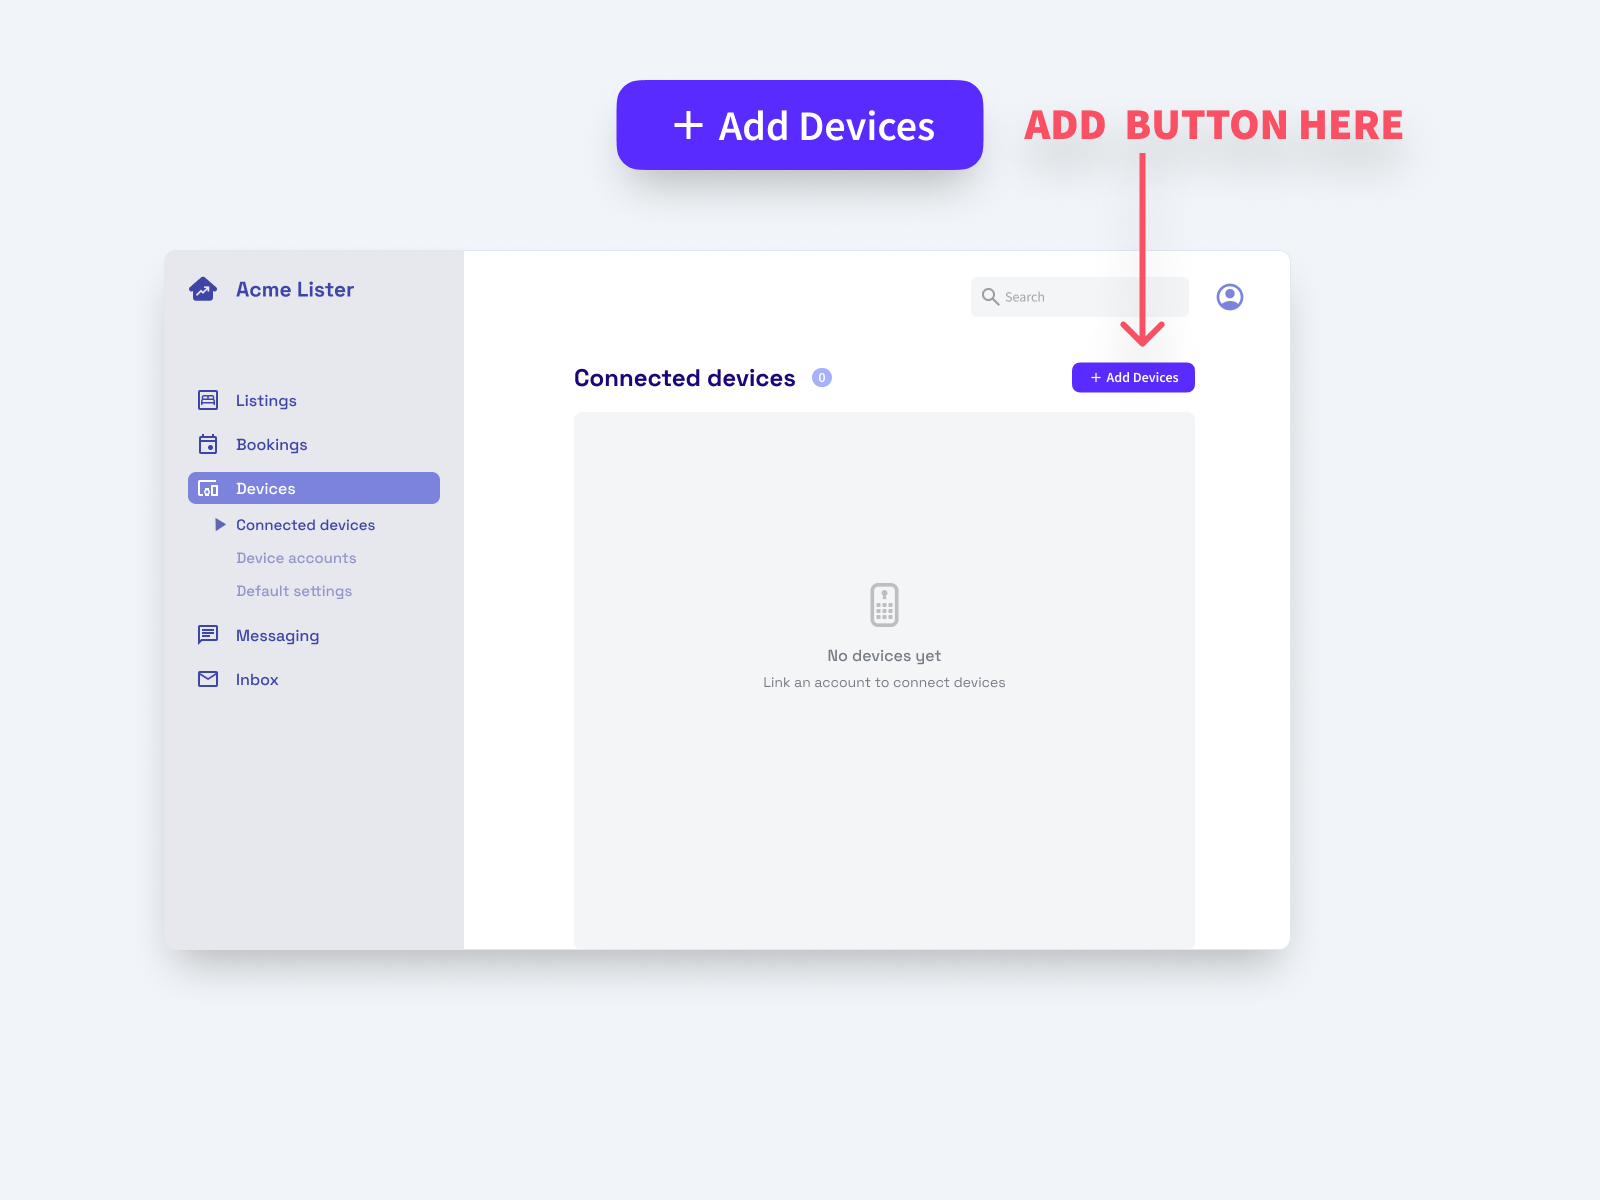 + Add Devices
ADD BUTTON HERE
Acme Lister
Search
Connected devices 0
+ Add Devices
Listings
Bookings
Devices
Connected devices
Device accounts
Default settings
Messaging
Inbox
No devices yet
Link an account to connect devices